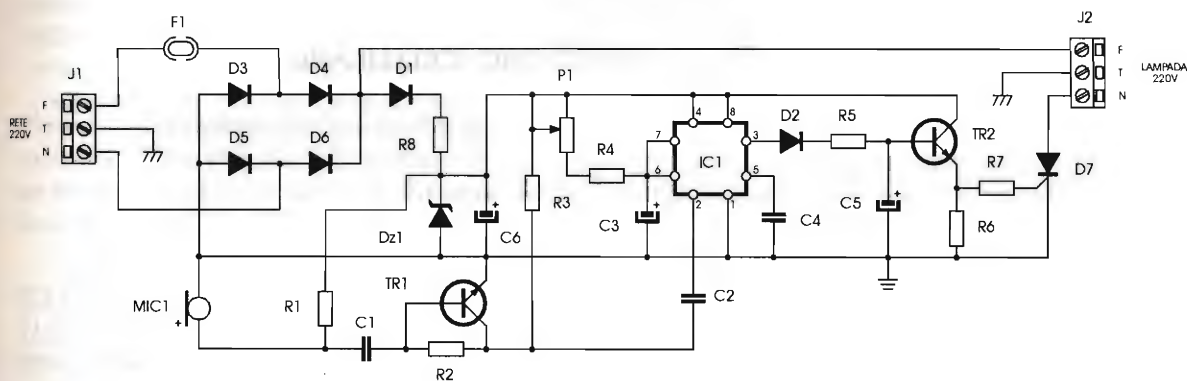 F1
J2
J1
D3
D4
D1
P1
F
T
N
LAMPADA
220V
RETE
220V
F
T
N
D5
D6
R8
R4
R3
4
8
7
3
6
5
2
1
IC1
D2
R5
TR2
R7
D7
Dz1
+
C6
+
C3
C4
+
C5
R6
MIC1
+
R1
TR1
C1
C2
R2